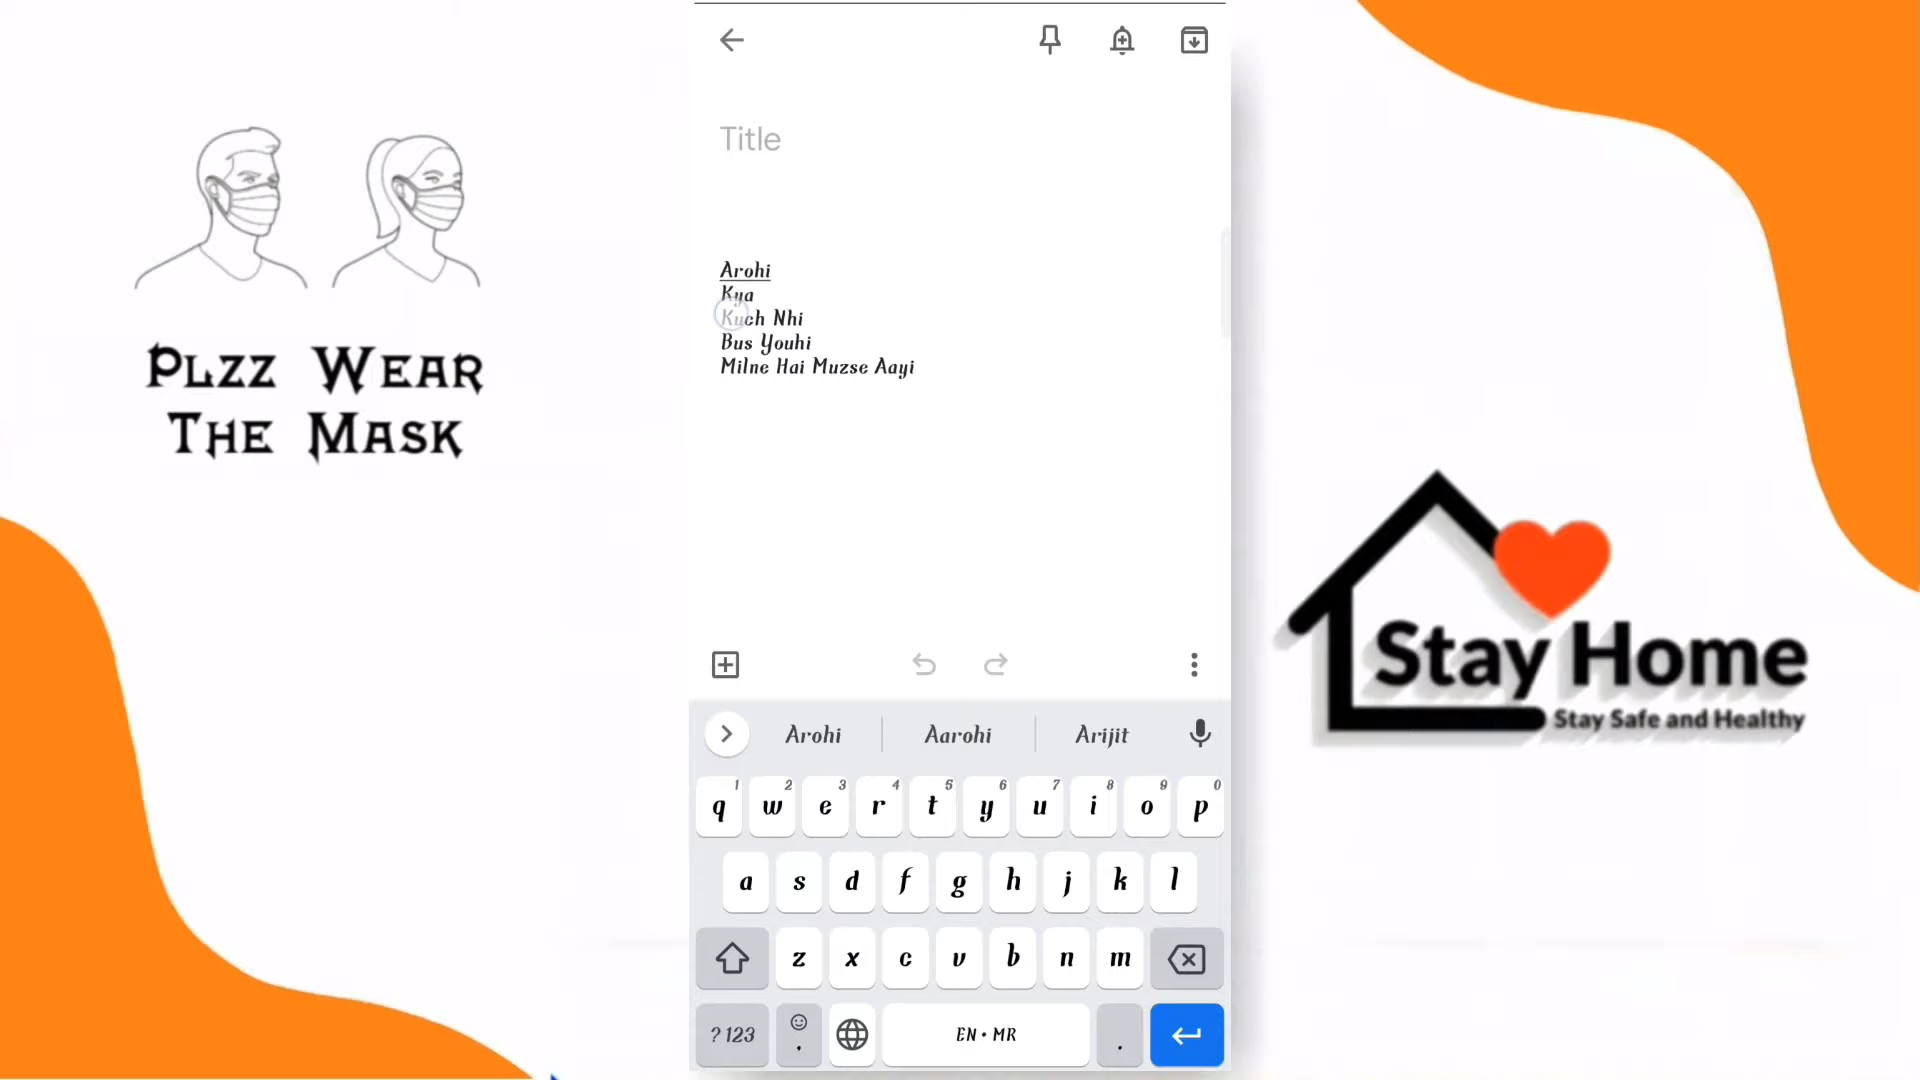 PLZZ WEAR
THE MASK
Title
Arohi
Kya
Kuch Nhi
Bus Youhi
Milne Hai Muzse Aayi
Arohi Aarohi Arijit
q 1 w 2 e 3 r 4 t 5 y 6 u 7 i 8 o 9 p 0
a s d f g h j k l
z x c v b n m
?123 , EN • MR .
Stay Home
Stay Safe and Healthy